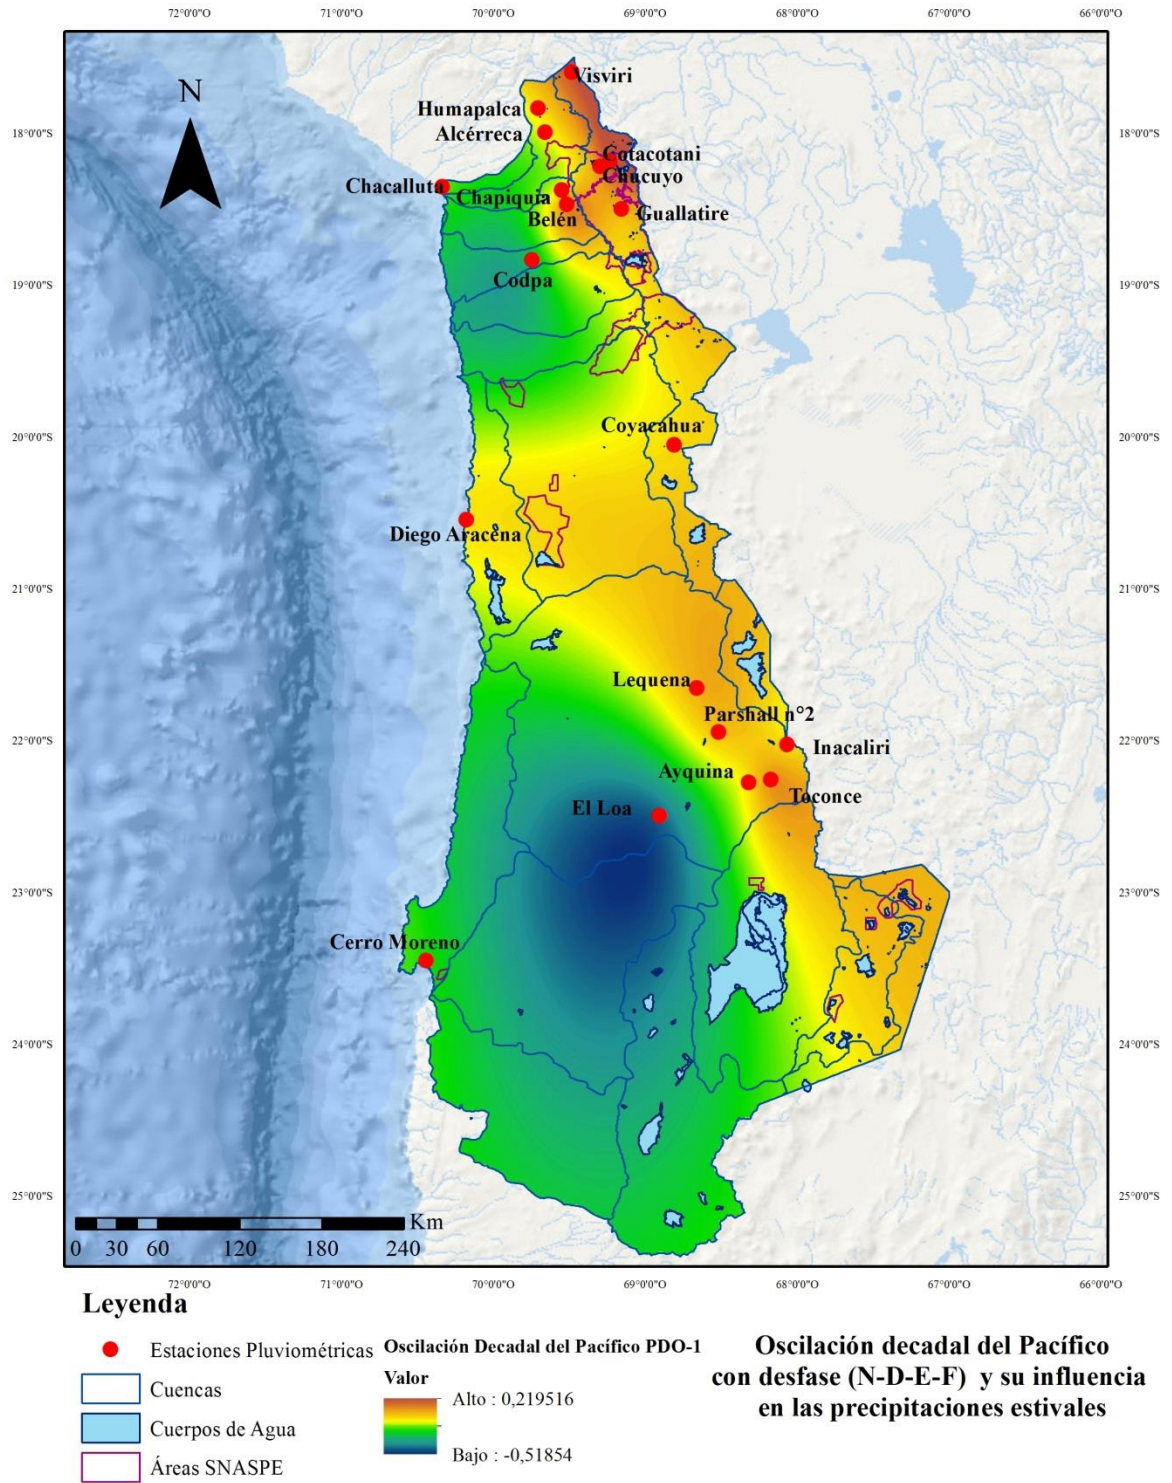 72°0'0"O 71°0'0"O 70°0'0"O 69°0'0"O 68°0'0"O 67°0'0"O 66°0'0"O
N
Visviri
Humapalca
18°0'0"S 18°0'0"S
Alcérreca
Cotacotani
Chucuyo
Chacalluta
Chapiquia
Guallatire
Belén
Codpa
19°0'0"S 19°0'0"S
Coyacahua
20°0'0"S 20°0'0"S
Diego Aracena
21°0'0"S 21°0'0"S
Lequena
Parshall n°2
22°0'0"S 22°0'0"S
Inacaliri
Ayquina
Toconce
El Loa
23°0'0"S 23°0'0"S
Cerro Moreno
24°0'0"S 24°0'0"S
25°0'0"S 25°0'0"S
Km
0 30 60 120 180 240
72°0'0"O 71°0'0"O 70°0'0"O 69°0'0"O 68°0'0"O 67°0'0"O 66°0'0"O
Leyenda
Estaciones Pluviométricas
Cuencas
Cuerpos de Agua
Áreas SNASPE
Oscilación Decadal del Pacífico PDO-1
Valor
Alto : 0,219516
Bajo : -0,51854
Oscilación decadal del Pacífico
con desfase (N-D-E-F) y su influencia
en las precipitaciones estivales